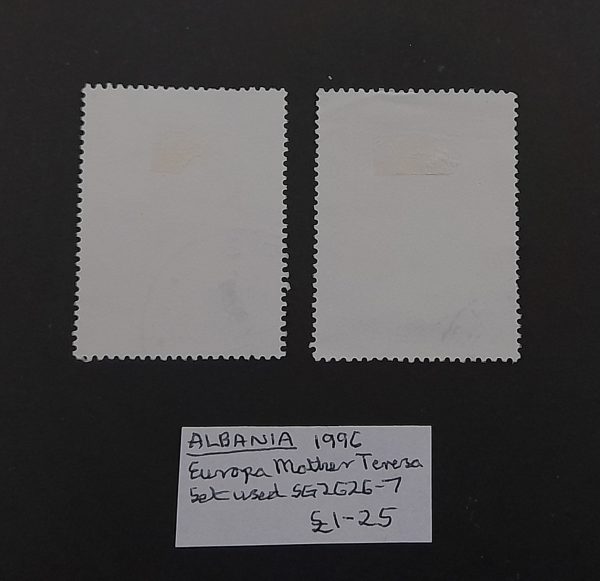 ALBANIA 1996
Europa Mother Teresa
Set used SG2626-7
£1-25